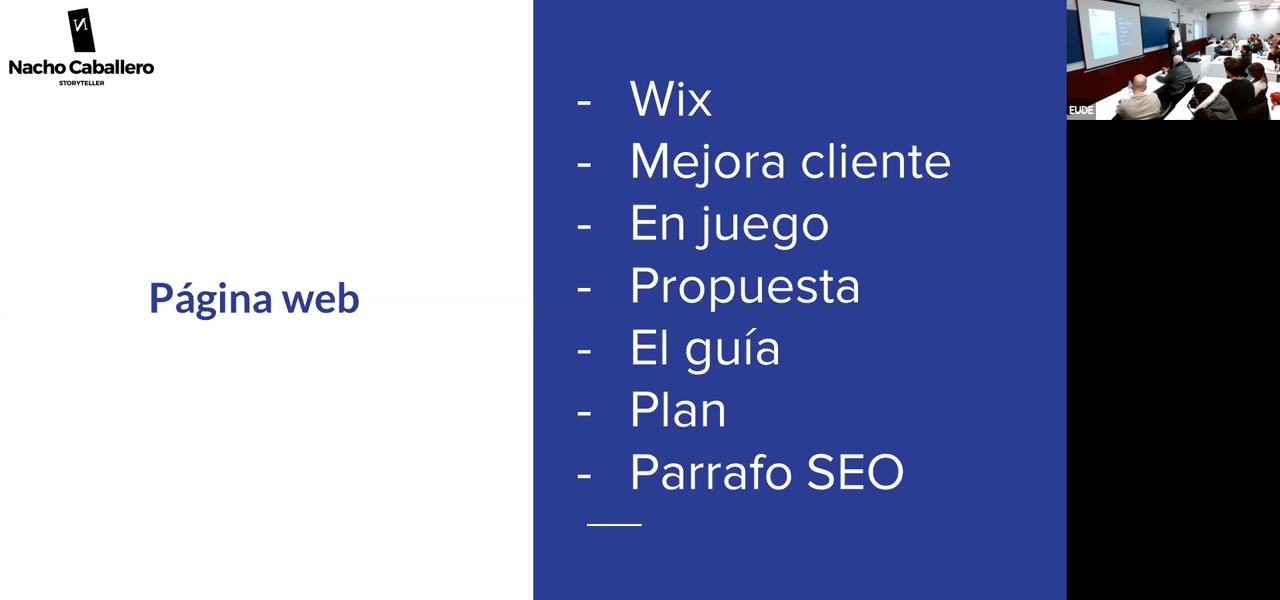 Nacho Caballero
STORYTELLER
Página web
- Wix
- Mejora cliente
- En juego
- Propuesta
- El guía
- Plan
- Parrafo SEO
EUDE